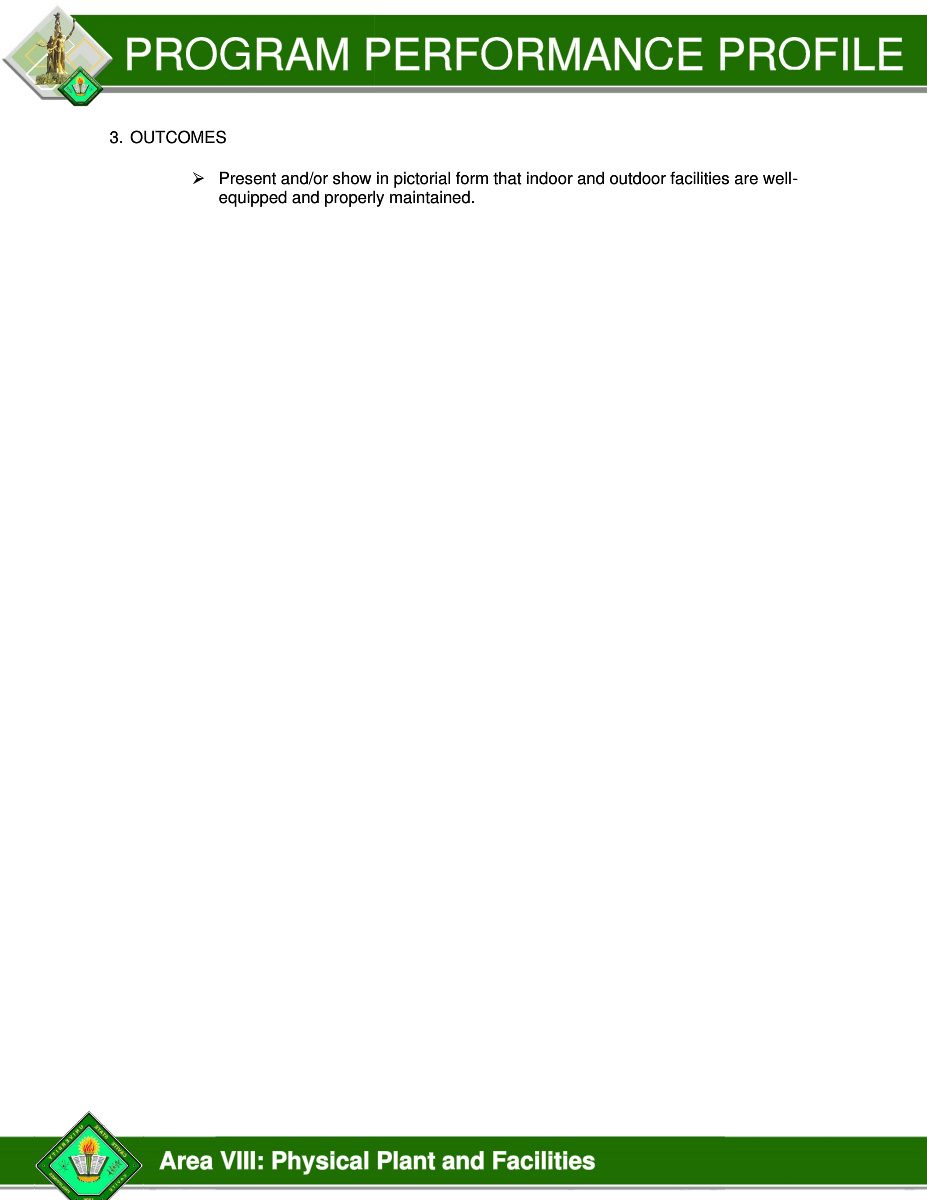 PROGRAM PERFORMANCE PROFILE
3. OUTCOMES
➢ Present and/or show in pictorial form that indoor and outdoor facilities are well-
equipped and properly maintained.
Area VIII: Physical Plant and Facilities